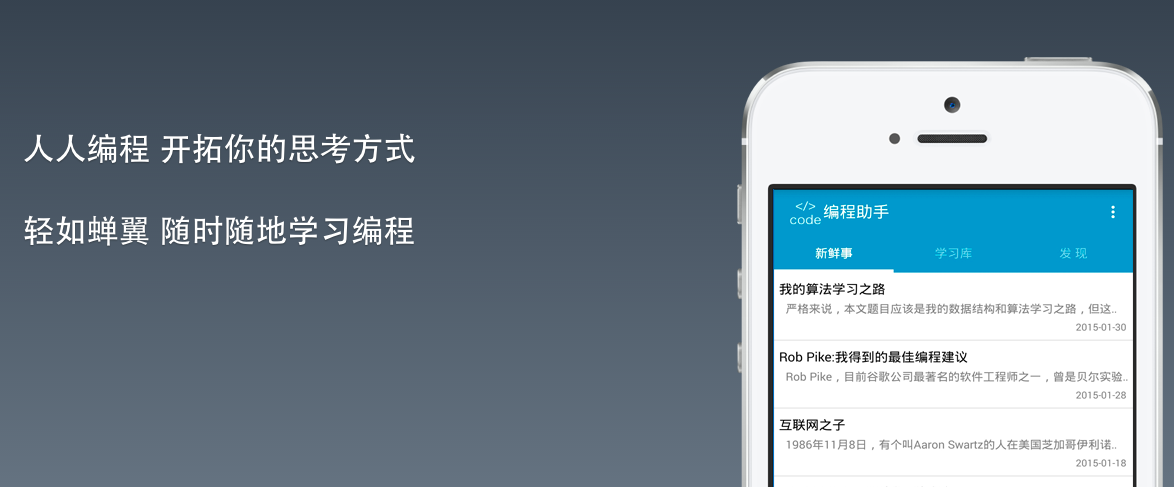 人人编程 开拓你的思考方式
轻如蝉翼 随时随地学习编程
</> code 编程助手
新鲜事 学习库 发现
我的算法学习之路
严格来说，本文题目应该是我的数据结构和算法学习之路，但这..
2015-01-30
Rob Pike:我得到的最佳编程建议
Rob Pike，目前谷歌公司最著名的软件工程师之一，曾是贝尔实验..
2015-01-28
互联网之子
1986年11月8日，有个叫Aaron Swartz的人在美国芝加哥伊利诺..
2015-01-18